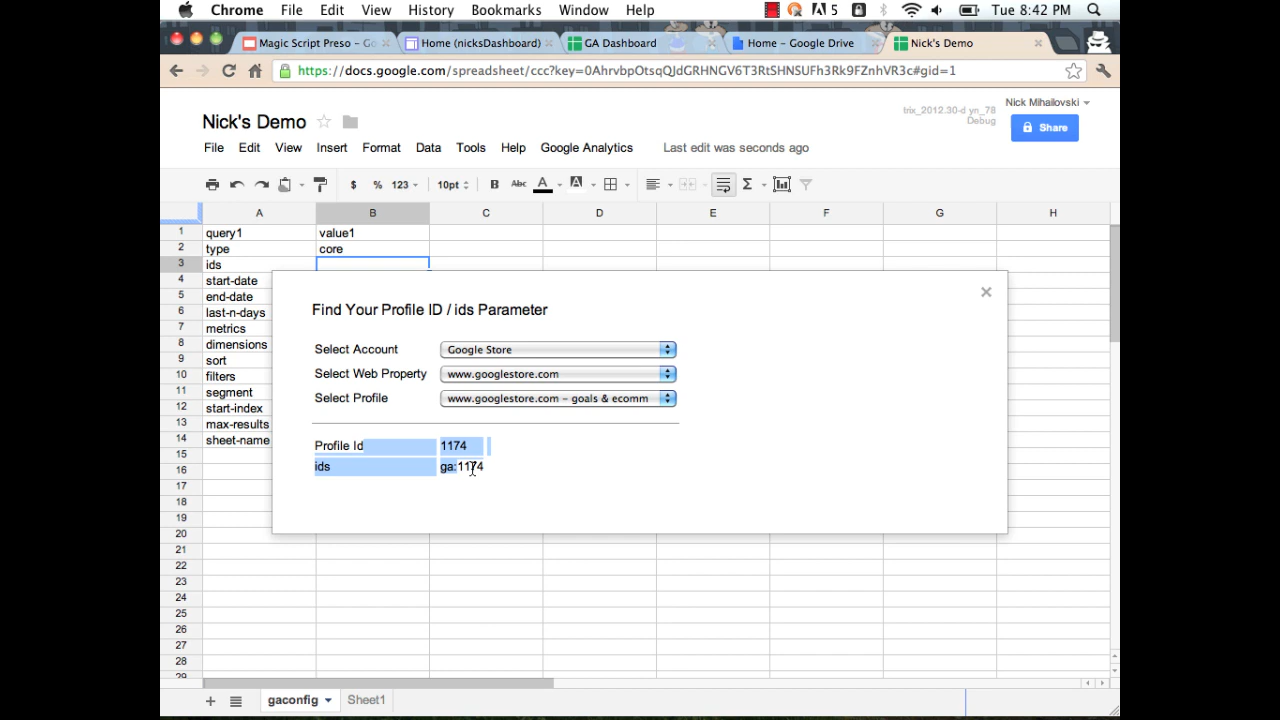 Chrome File Edit View History Bookmarks Window Help 5 Tue 8:42 PM
Magic Script Preso - Go Home (nicksDashboard) GA Dashboard Home - Google Drive Nick's Demo
https://docs.google.com/spreadsheet/ccc?key=0AhrvbpOtsqQJdGRHNGV6T3RtSHNSUFh3Rk9FZnhVR3c#gid=1
Nick Mihailovski
trix_2012.30-d yn_78
Debug
Nick's Demo
Share
File Edit View Insert Format Data Tools Help Google Analytics Last edit was seconds ago
$ % 123 10pt B Abc A A Σ
A B C D E F G H
1 query1 value1
2 type core
3 ids
4 start-date
5 end-date
6 last-n-days
7 metrics
8 dimensions
9 sort
10 filters
11 segment
12 start-index
13 max-results
14 sheet-name
15
16
17
18
19
20
21
22
23
24
25
26
27
28
29
Find Your Profile ID / ids Parameter
Select Account Google Store
Select Web Property www.googlestore.com
Select Profile www.googlestore.com - goals & ecomm
Profile Id 1174
ids ga:1174
gaconfig Sheet1